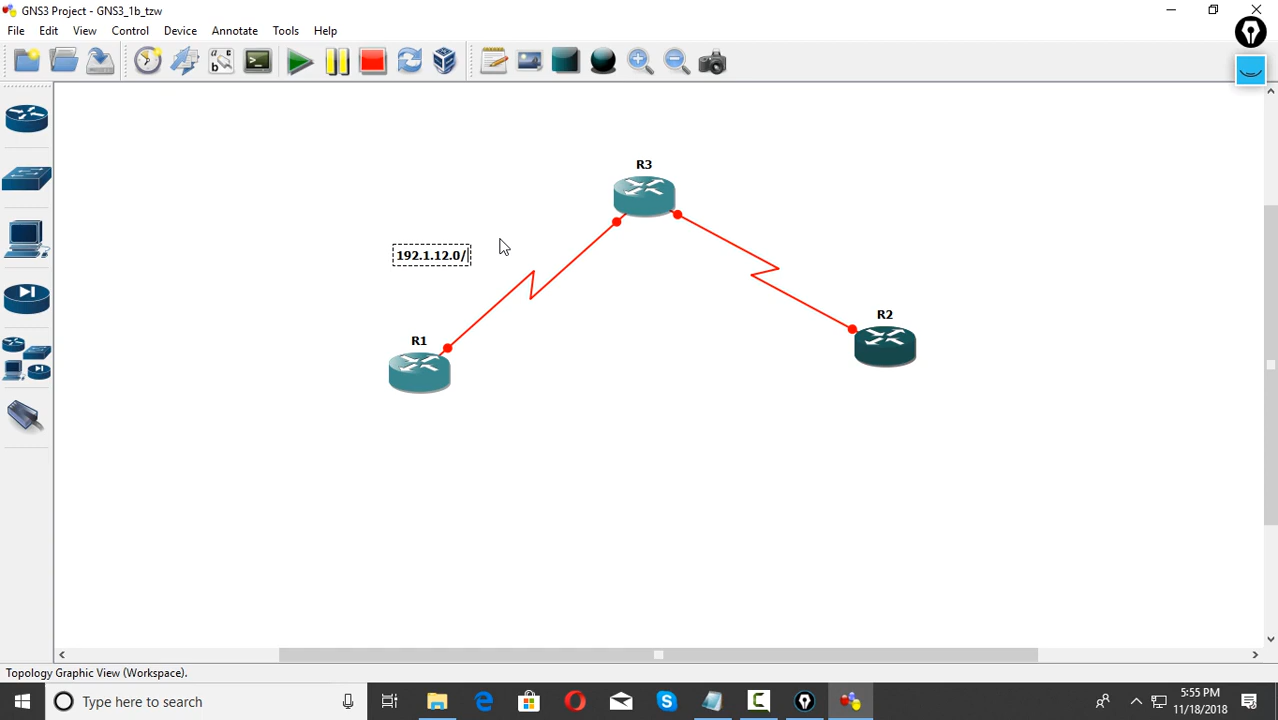 GNS3 Project - GNS3_1b_tzw
File Edit View Control Device Annotate Tools Help
a c
b
R3
192.1.12.0/
R2
R1
Topology Graphic View (Workspace).
Type here to search
5:55 PM
11/18/2018